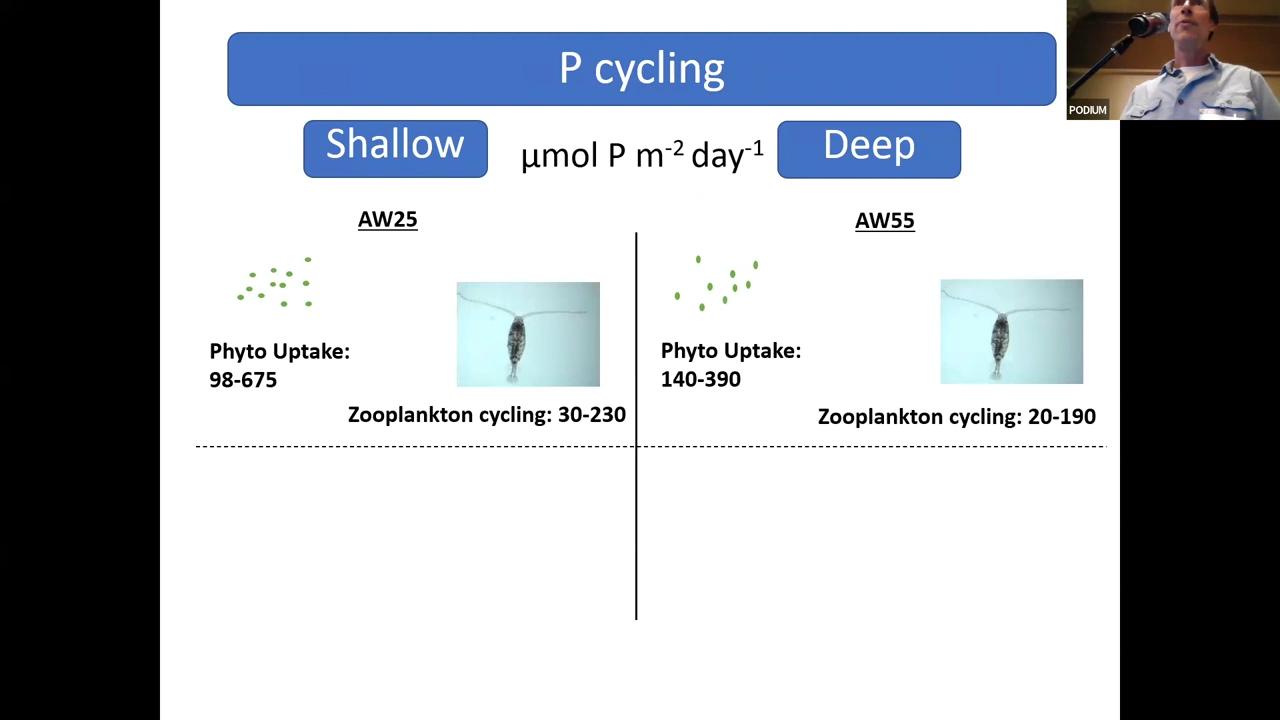 P cycling
PODIUM
Shallow
µmol P m-2 day-1
Deep
AW25
AW55
Phyto Uptake:
98-675
Zooplankton cycling: 30-230
Phyto Uptake:
140-390
Zooplankton cycling: 20-190